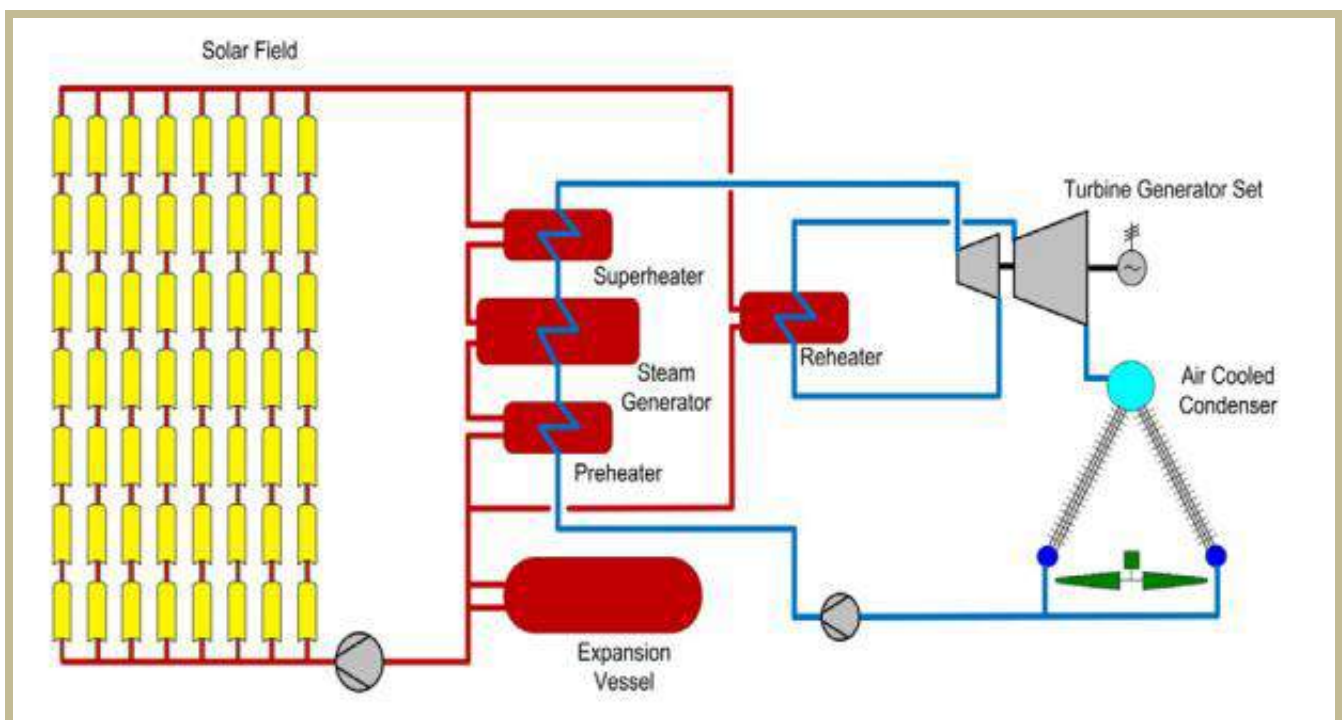 Solar Field
Turbine Generator Set
Superheater
Steam
Generator
Reheater
Air Cooled
Condenser
Preheater
Expansion
Vessel